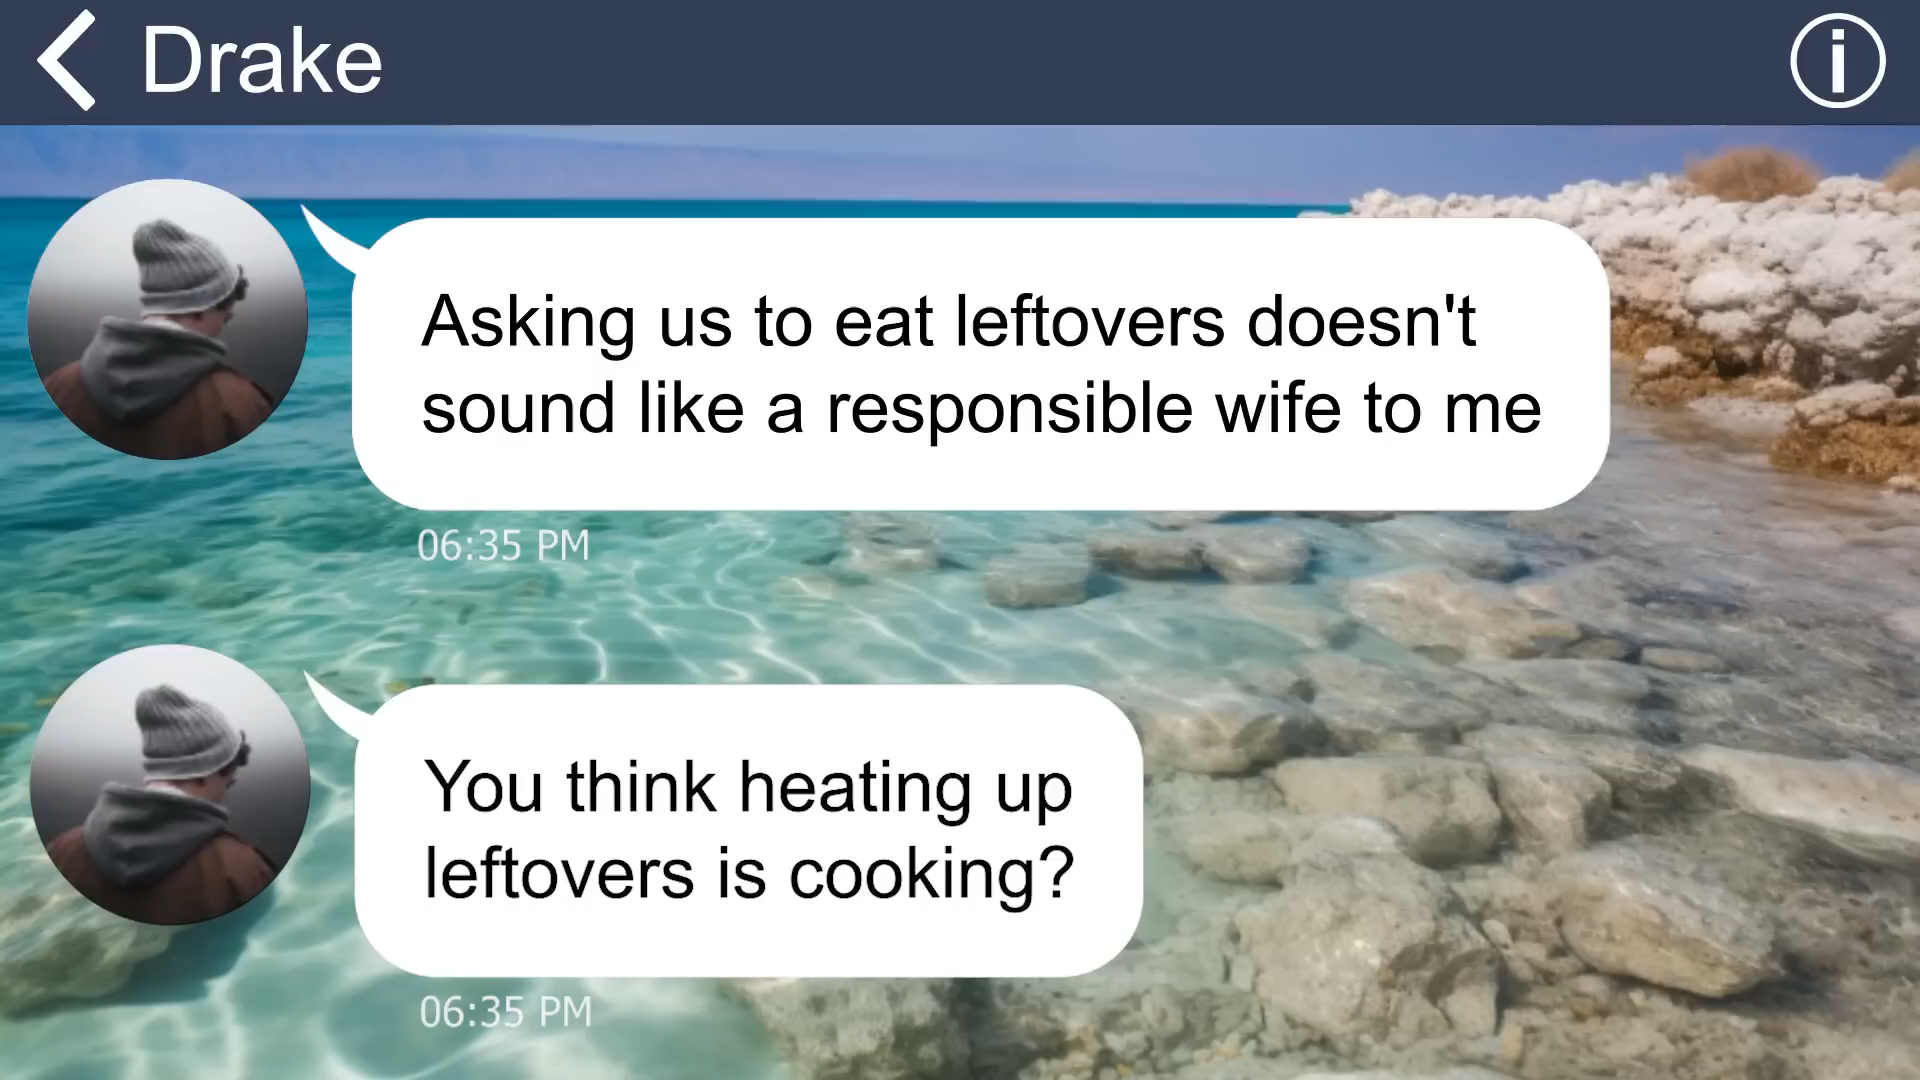 Drake
Asking us to eat leftovers doesn't
sound like a responsible wife to me
06:35 PM
You think heating up
leftovers is cooking?
06:35 PM